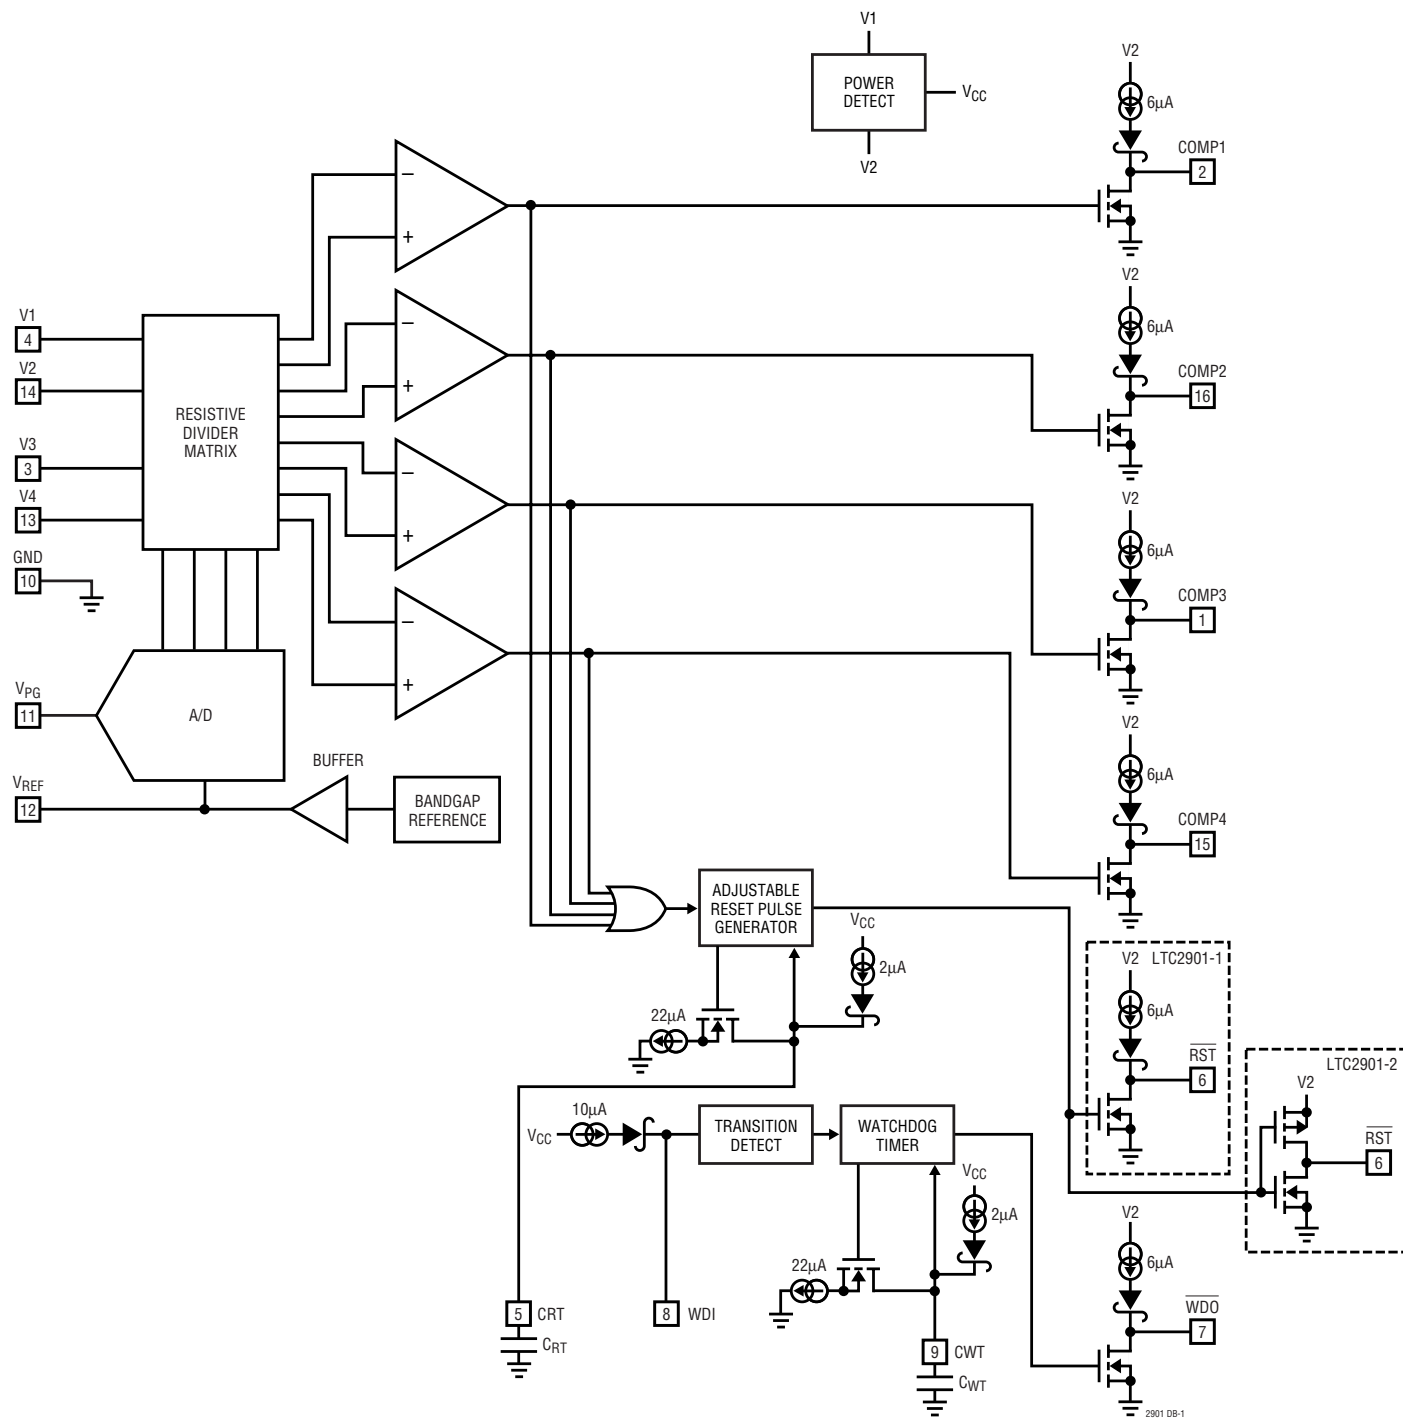 V1
POWER
DETECT
VCC
V2
V2
6µA
COMP1
2
−
+
V2
6µA
COMP2
16
−
+
V1
4
V2
14
V3
3
V4
13
GND
10
RESISTIVE
DIVIDER
MATRIX
−
+
V2
6µA
COMP3
1
−
+
VPG
11
A/D
VREF
12
BUFFER
BANDGAP
REFERENCE
V2
6µA
COMP4
15
ADJUSTABLE
RESET PULSE
GENERATOR
VCC
2µA
22µA
LTC2901-1
V2
6µA
R̅S̅T̅
6
LTC2901-2
V2
R̅S̅T̅
6
10µA
VCC
TRANSITION
DETECT
WATCHDOG
TIMER
VCC
2µA
22µA
V2
6µA
W̅D̅O̅
7
5 CRT
CRT
8 WDI
9 CWT
CWT
2901 DB-1